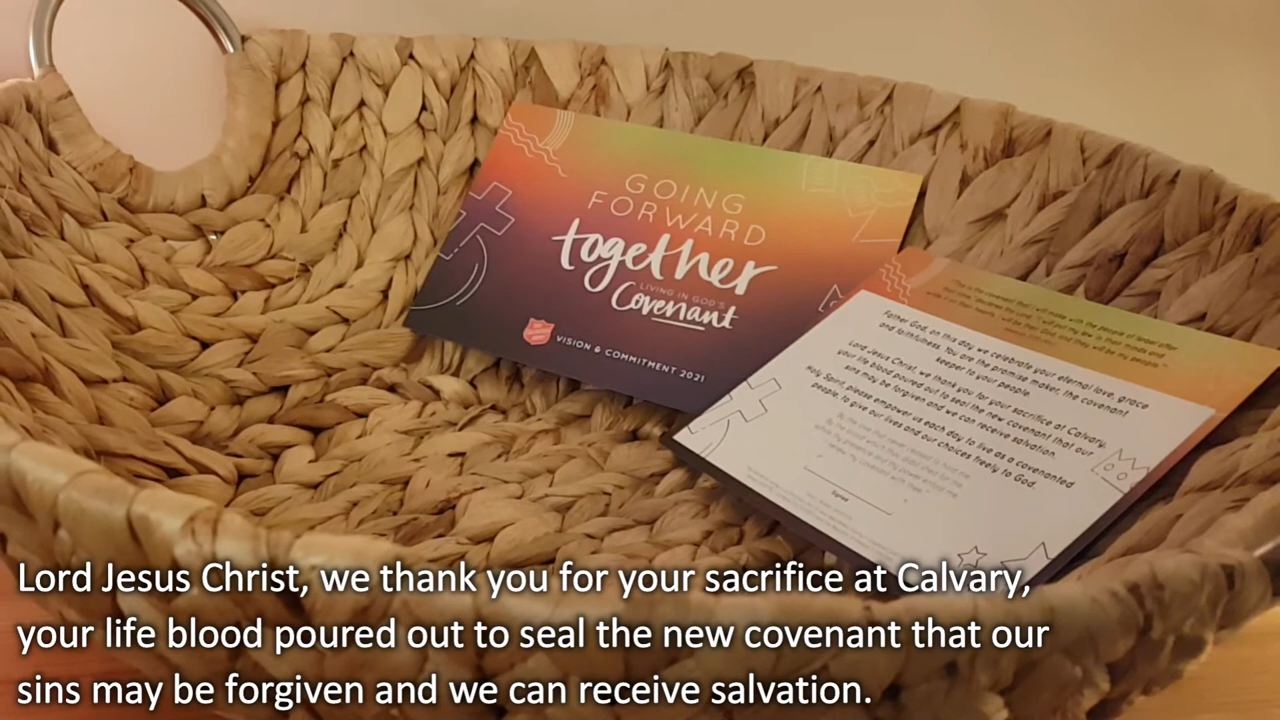 GOING
FORWARD
together
LIVING IN GOD'S
Covenant
VISION & COMMITMENT 2021
Father God, on this day we celebrate your eternal love, grace
and faithfulness. You are the promise maker, the covenant
keeper to your people.
Lord Jesus Christ, we thank you for your sacrifice at Calvary,
your life blood poured out to seal the new covenant that our
sins may be forgiven and we can receive salvation.
Holy Spirit, please empower us each day to live as a covenanted
people, to give our lives and our choices freely to God.
Signed
Lord Jesus Christ, we thank you for your sacrifice at Calvary,
your life blood poured out to seal the new covenant that our
sins may be forgiven and we can receive salvation.